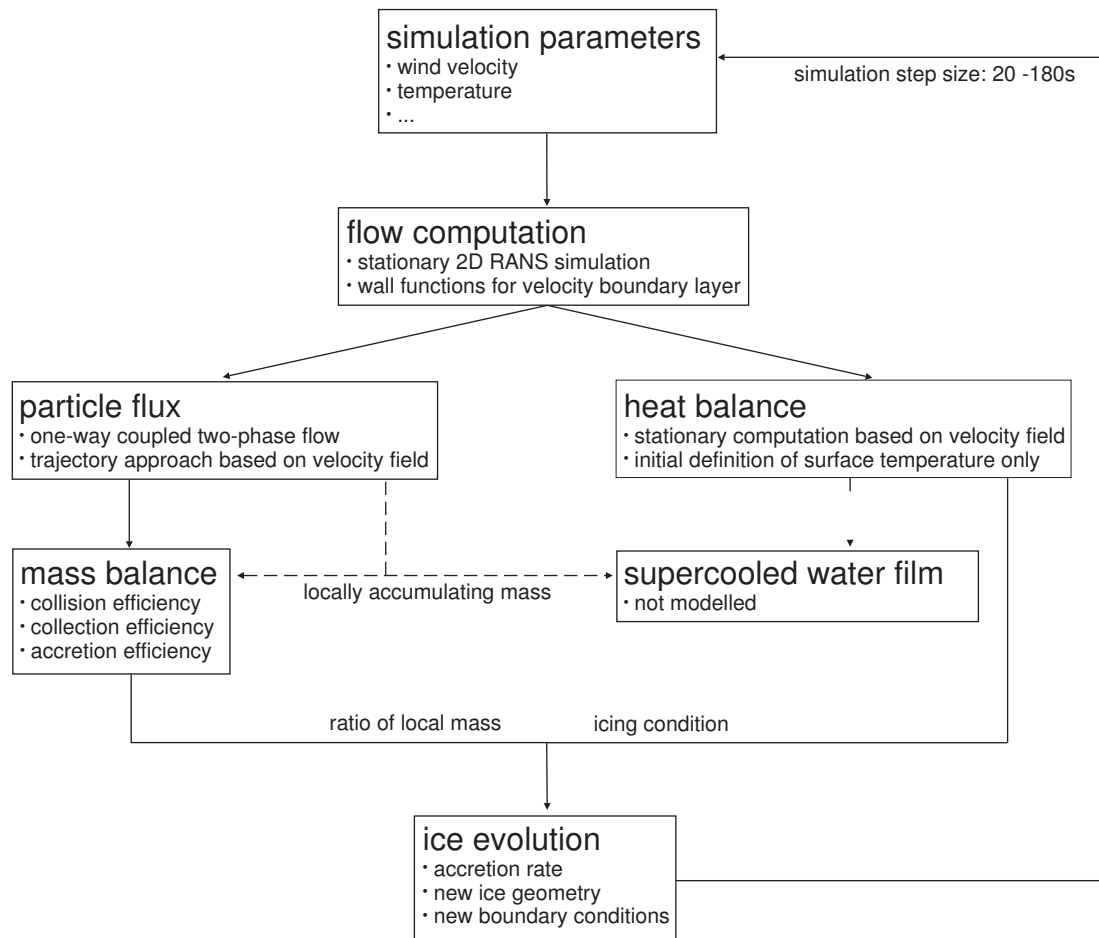 simulation parameters
• wind velocity
• temperature
• ...
simulation step size: 20 -180s
flow computation
• stationary 2D RANS simulation
• wall functions for velocity boundary layer
particle flux
• one-way coupled two-phase flow
• trajectory approach based on velocity field
heat balance
• stationary computation based on velocity field
• initial definition of surface temperature only
mass balance
• collision efficiency
• collection efficiency
• accretion efficiency
locally accumulating mass
supercooled water film
• not modelled
ratio of local mass
icing condition
ice evolution
• accretion rate
• new ice geometry
• new boundary conditions